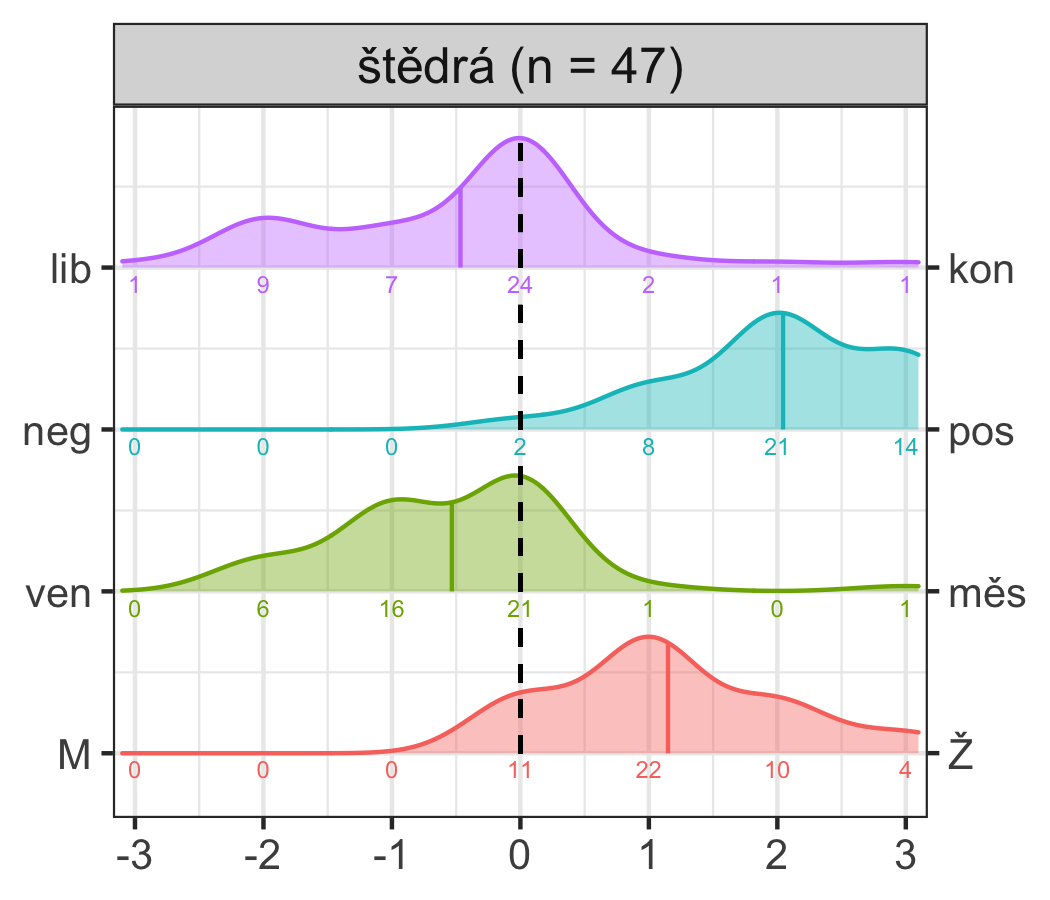 štědrá (n = 47)
lib kon
1 9 7 24 2 1 1
neg pos
0 0 0 2 8 21 14
ven měs
0 6 16 21 1 0 1
M Ž
0 0 0 11 22 10 4
-3 -2 -1 0 1 2 3